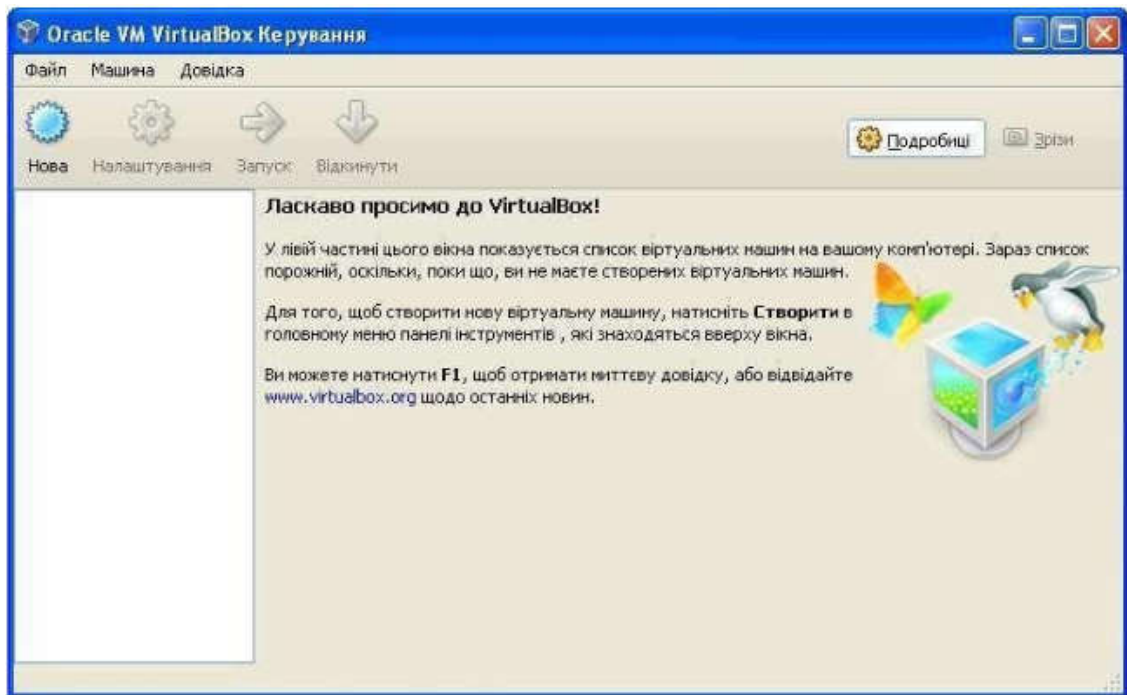 Oracle VM VirtualBox Керування
Файл Машина Довідка
Нова Налаштування Запуск Відкинути Подробиці Зрізи
Ласкаво просимо до VirtualBox!
У лівій частині цього вікна показується список віртуальних машин на вашому комп'ютері. Зараз список
порожній, оскільки, поки що, ви не маєте створених віртуальних машин.
Для того, щоб створити нову віртуальну машину, натисніть Створити в
головному меню панелі інструментів , які знаходяться вверху вікна.
Ви можете натиснути F1, щоб отримати миттєву довідку, або відвідайте
www.virtualbox.org щодо останніх новин.